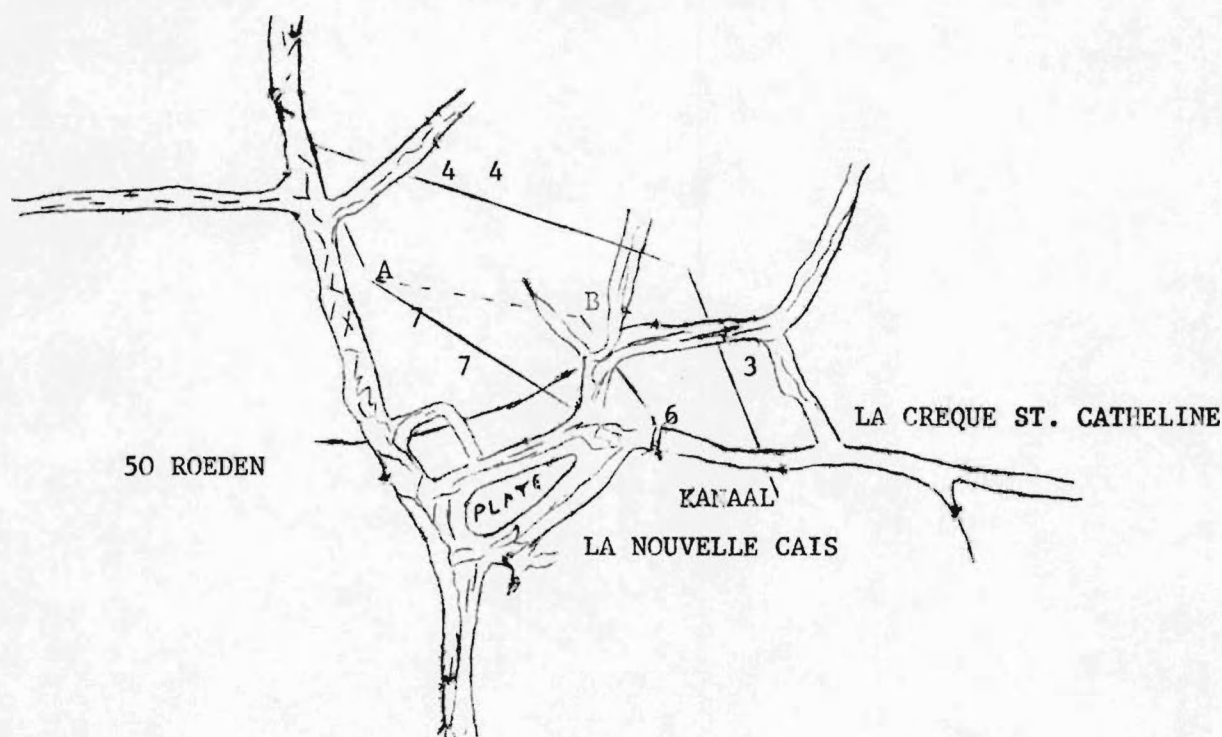 4 4
A
B
7
7
3
6
LA CREQUE ST. CATHELINE
50 ROEDEN
PLATE
KANAAL
LA NOUVELLE CAIS